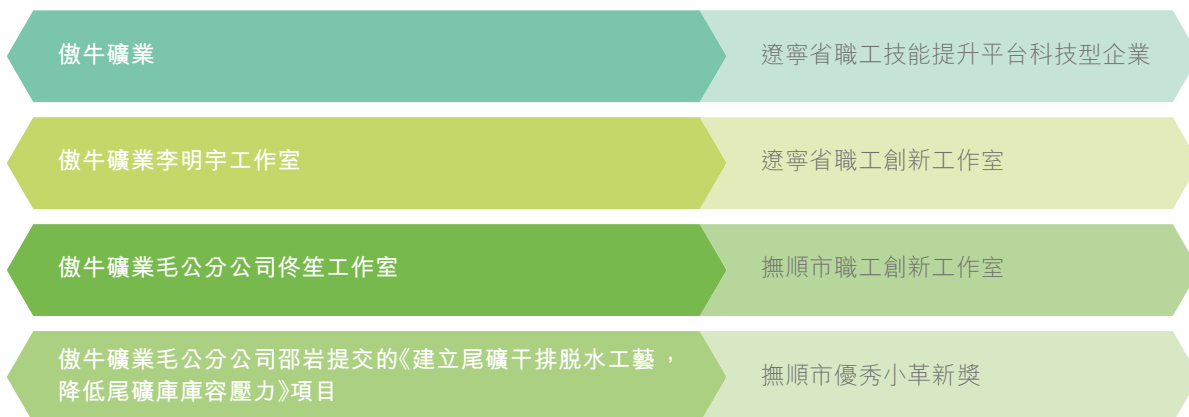 傲牛礦業
遼寧省職工技能提升平台科技型企業
傲牛礦業李明宇工作室
遼寧省職工創新工作室
傲牛礦業毛公分公司佟笙工作室
撫順市職工創新工作室
傲牛礦業毛公分公司邵岩提交的《建立尾礦干排脱水工藝，
降低尾礦庫庫容壓力》項目
撫順市優秀小革新獎